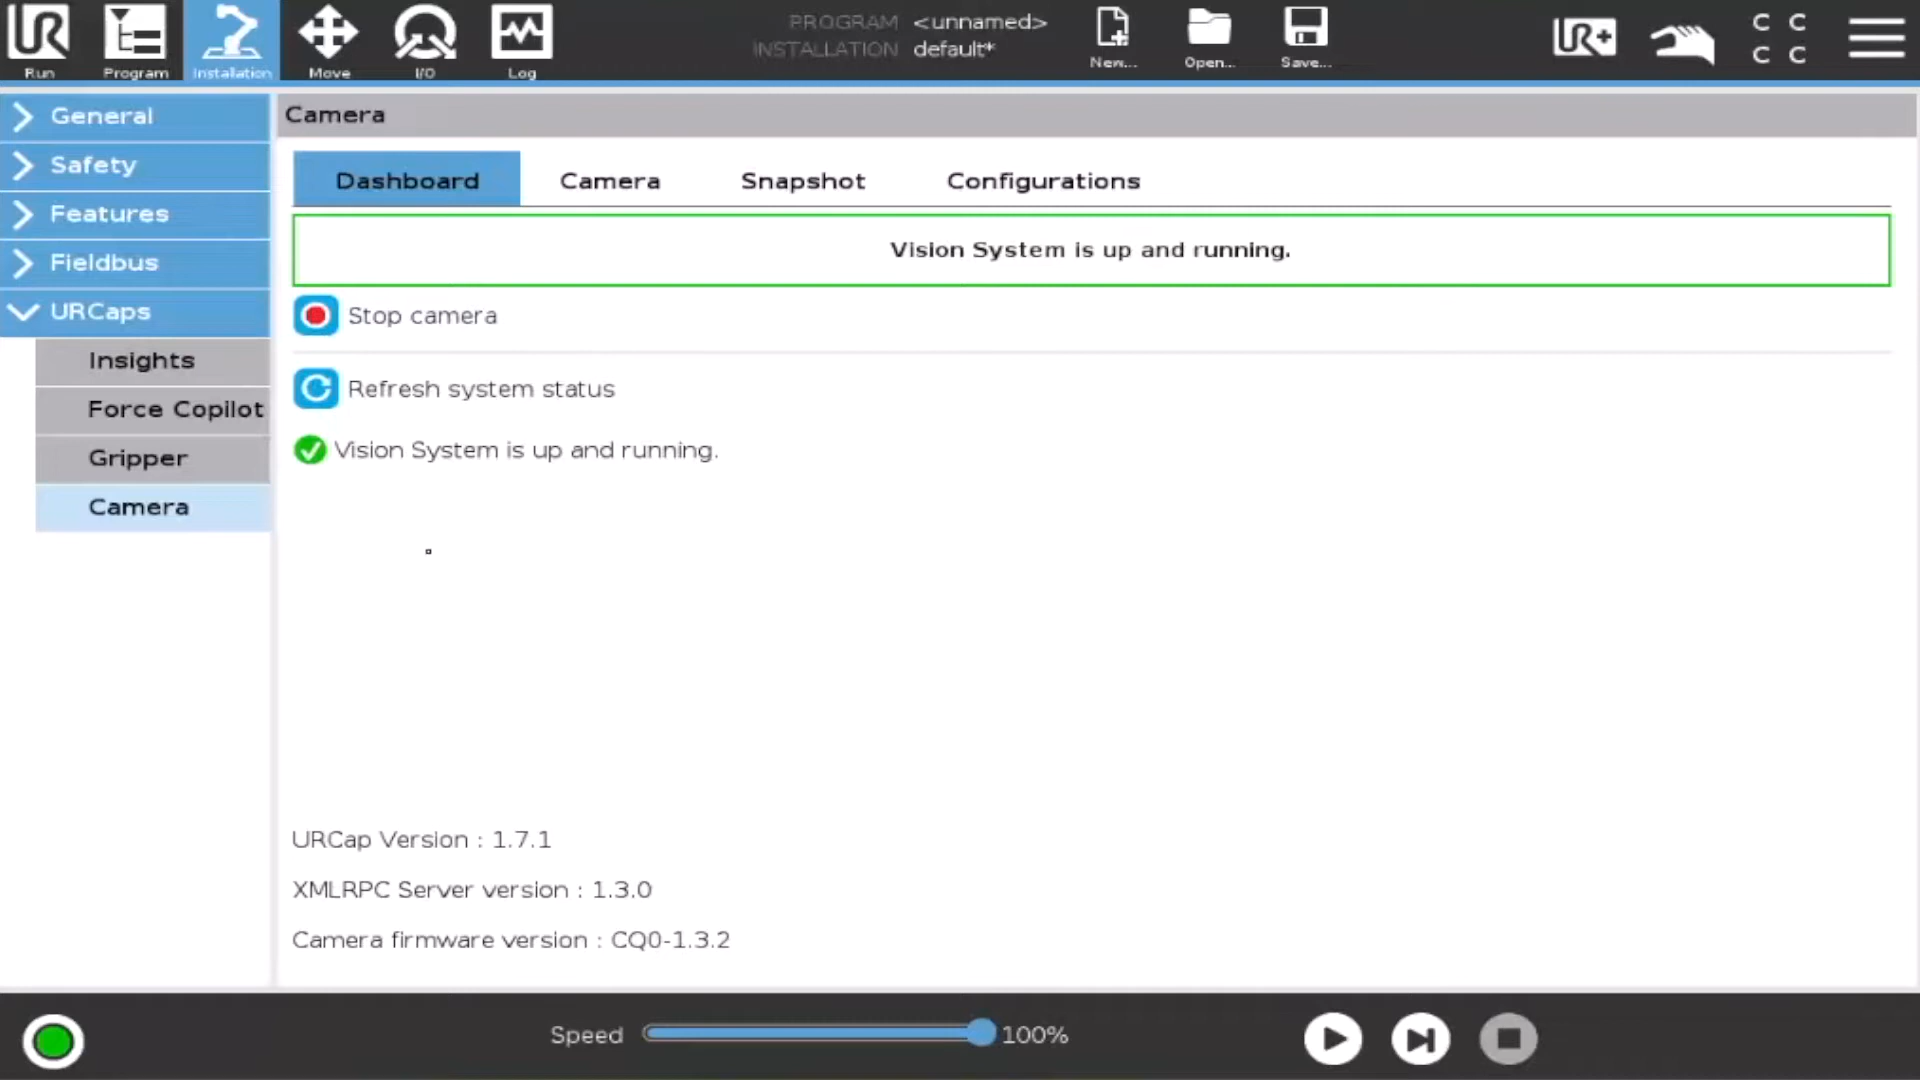 PROGRAM <unnamed>
INSTALLATION default*
UR
UR+
C C
C C
Run
Program
Installation
Move
I/O
Log
New...
Open...
Save...
General
Safety
Features
Fieldbus
URCaps
Insights
Force Copilot
Gripper
Camera
Camera
Dashboard Camera Snapshot Configurations
Vision System is up and running.
Stop camera
Refresh system status
Vision System is up and running.
URCap Version : 1.7.1
XMLRPC Server version : 1.3.0
Camera firmware version : CQ0-1.3.2
Speed 100%